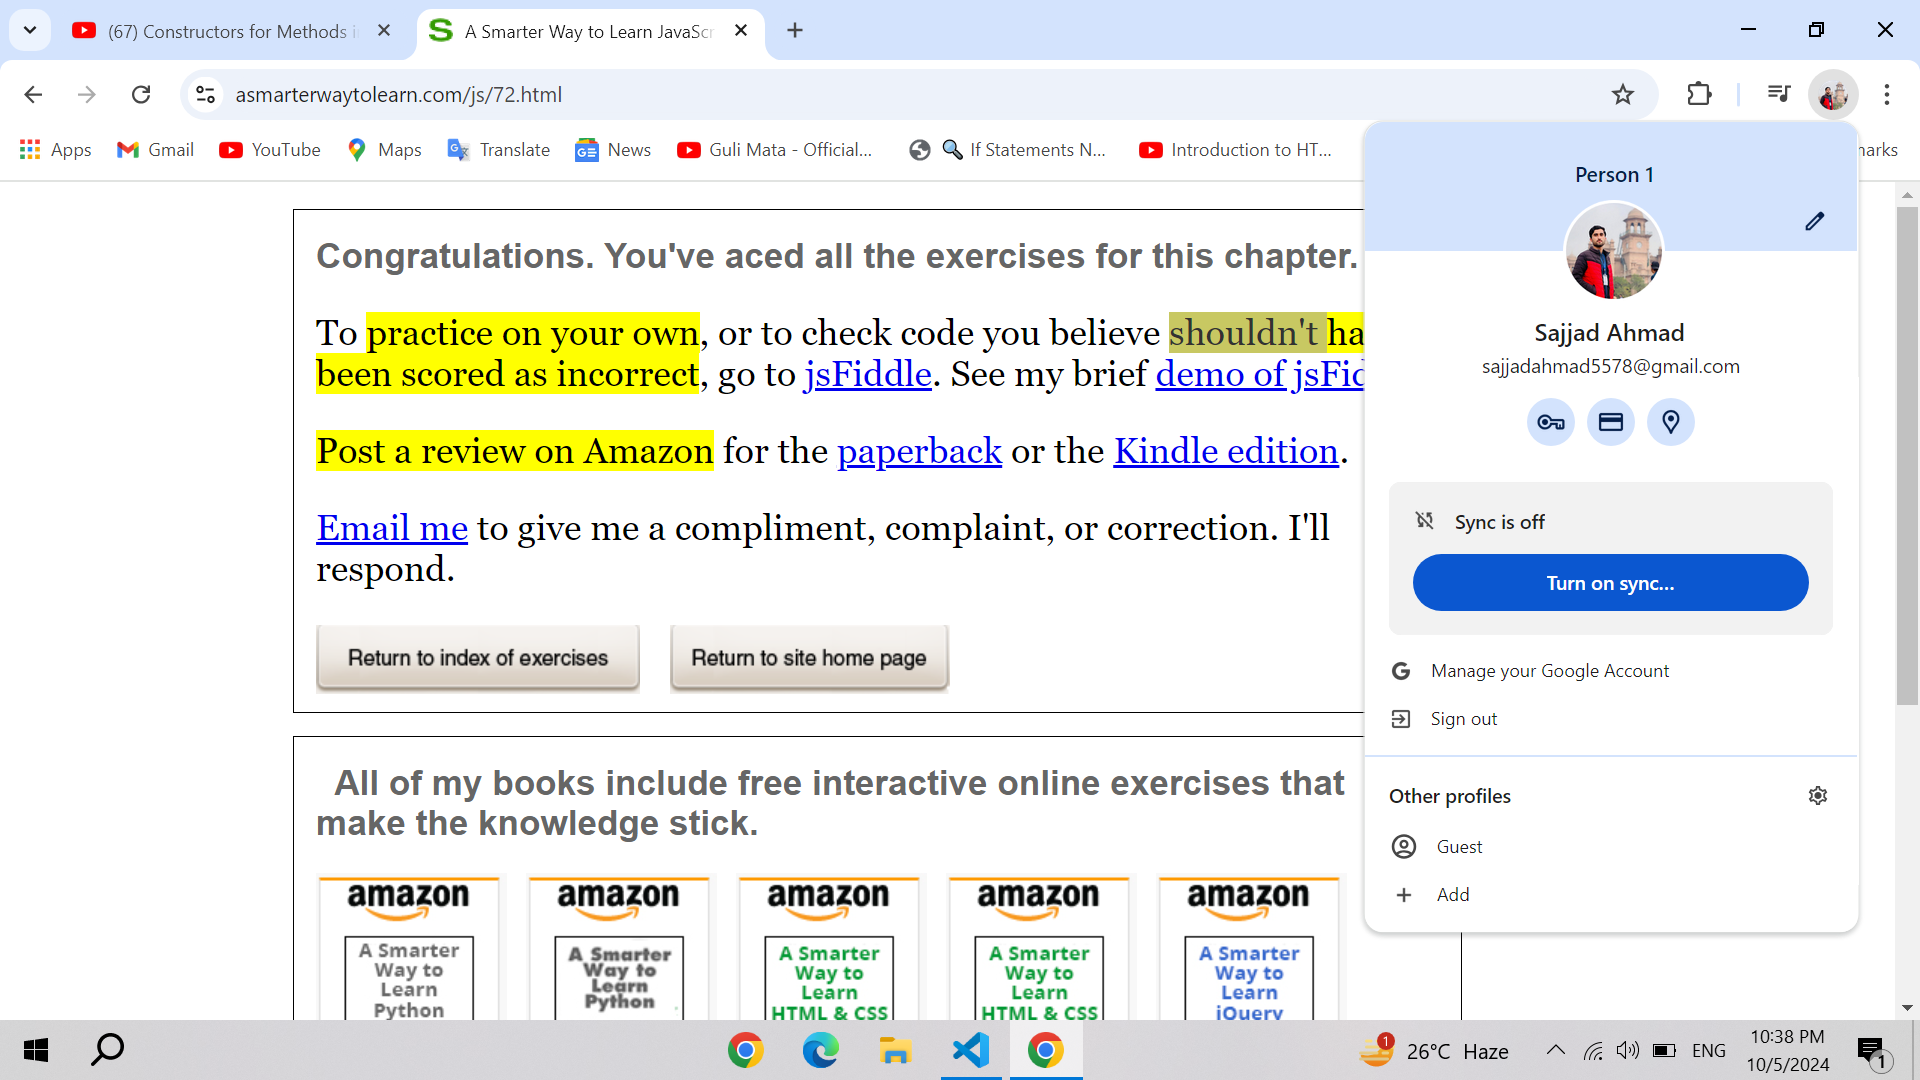 (67) Constructors for Methods i
A Smarter Way to Learn JavaScr
asmarterwaytolearn.com/js/72.html
Apps
Gmail
YouTube
Maps
Translate
News
Guli Mata - Official...
If Statements N...
Introduction to HT...
arks
Congratulations. You've aced all the exercises for this chapter.
To practice on your own, or to check code you believe shouldn't ha
been scored as incorrect, go to jsFiddle. See my brief demo of jsFid
Post a review on Amazon for the paperback or the Kindle edition.
Email me to give me a compliment, complaint, or correction. I'll
respond.
Return to index of exercises
Return to site home page
All of my books include free interactive online exercises that
make the knowledge stick.
amazon
A Smarter
Way to
Learn
Python
amazon
A Smarter
Way to
Learn
Python
amazon
A Smarter
Way to
Learn
HTML & CSS
amazon
A Smarter
Way to
Learn
HTML & CSS
amazon
A Smarter
Way to
Learn
jQuery
Person 1
Sajjad Ahmad
sajjadahmad5578@gmail.com
Sync is off
Turn on sync...
Manage your Google Account
Sign out
Other profiles
Guest
Add
1
26°C Haze
ENG
10:38 PM
10/5/2024
1